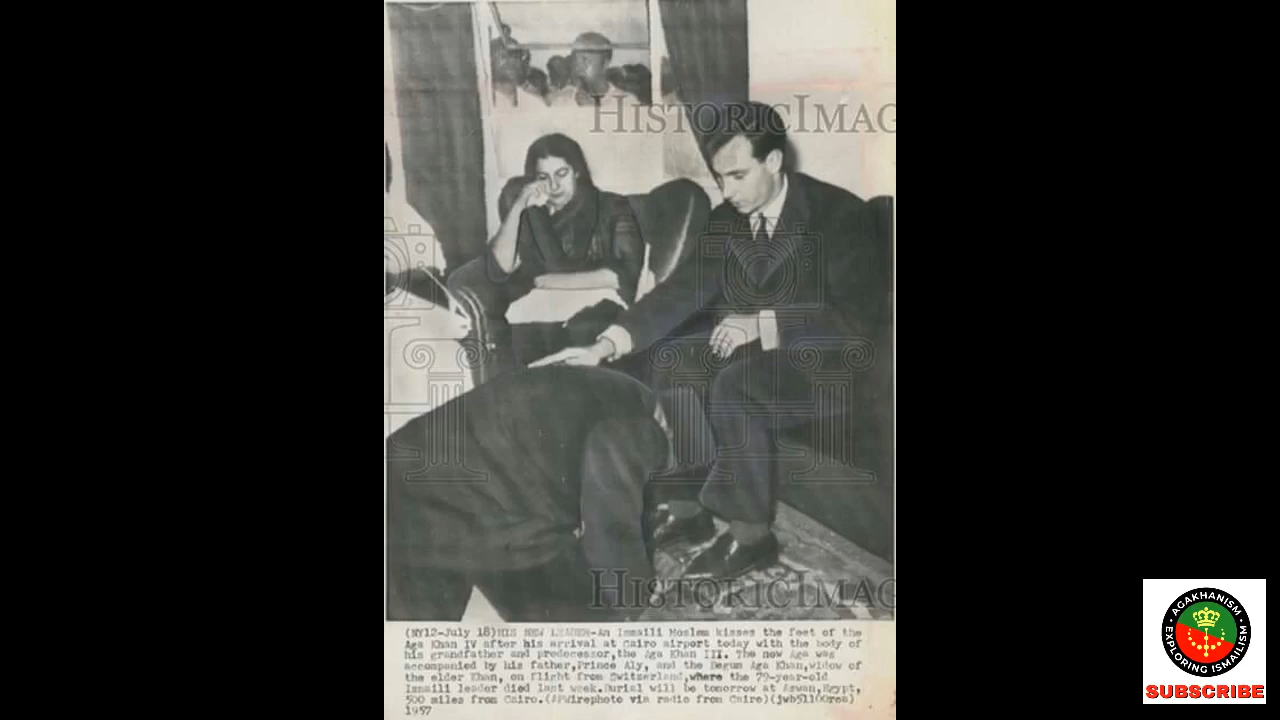 HISTORICIMAG
HISTORICIMAG
(NY12-July 18)HIS NEW LEADER-An Ismaili Moslem kisses the feet of the
Aga Khan IV after his arrival at Cairo airport today with the body of
his grandfather and predecessor,the Aga Khan III. The now Aga was
accompanied by his father,Prince Aly, and the Begum Aga Khan,widow of
the elder Khan, on flight from Switzerland,where the 79-year-old
Ismaili leader died last week.Burial will be tomorrow at Aswan,Egypt,
500 miles from Cairo.(APWirephoto via radio from Cairo)(jwb51100rea)
1957
AGAKHANISM
EXPLORING ISMAILISM
SUBSCRIBE